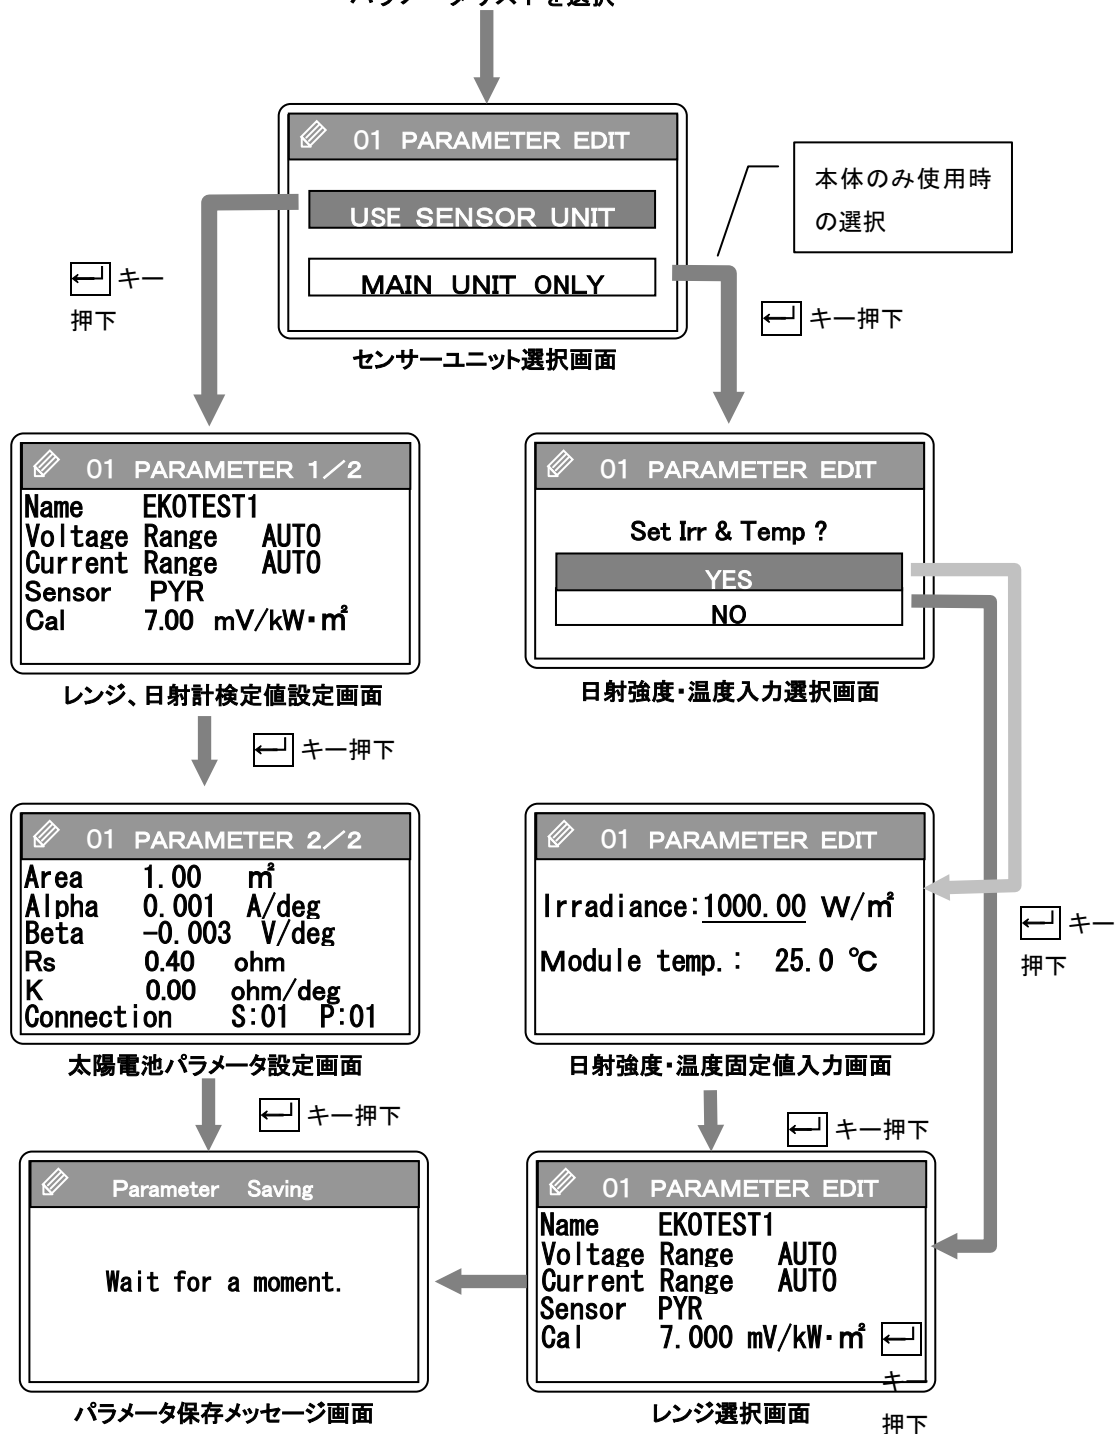 パラメータリストを選択
01 PARAMETER EDIT
USE SENSOR UNIT
MAIN UNIT ONLY
センサーユニット選択画面
本体のみ使用時
の選択
キー
押下
キー押下
01 PARAMETER 1/2
Name EKOTEST1
Voltage Range AUTO
Current Range AUTO
Sensor PYR
Cal 7.00 mV/kW・㎡
レンジ、日射計検定値設定画面
01 PARAMETER EDIT
Set Irr & Temp ?
YES
NO
日射強度・温度入力選択画面
キー押下
01 PARAMETER 2/2
Area 1.00 ㎡
Alpha 0.001 A/deg
Beta -0.003 V/deg
Rs 0.40 ohm
K 0.00 ohm/deg
Connection S:01 P:01
太陽電池パラメータ設定画面
01 PARAMETER EDIT
Irradiance:1000.00 W/㎡
Module temp.: 25.0 ℃
日射強度・温度固定値入力画面
キー
押下
キー押下
キー押下
Parameter Saving
Wait for a moment.
パラメータ保存メッセージ画面
01 PARAMETER EDIT
Name EKOTEST1
Voltage Range AUTO
Current Range AUTO
Sensor PYR
Cal 7.000 mV/kW・㎡
キー
押下
レンジ選択画面